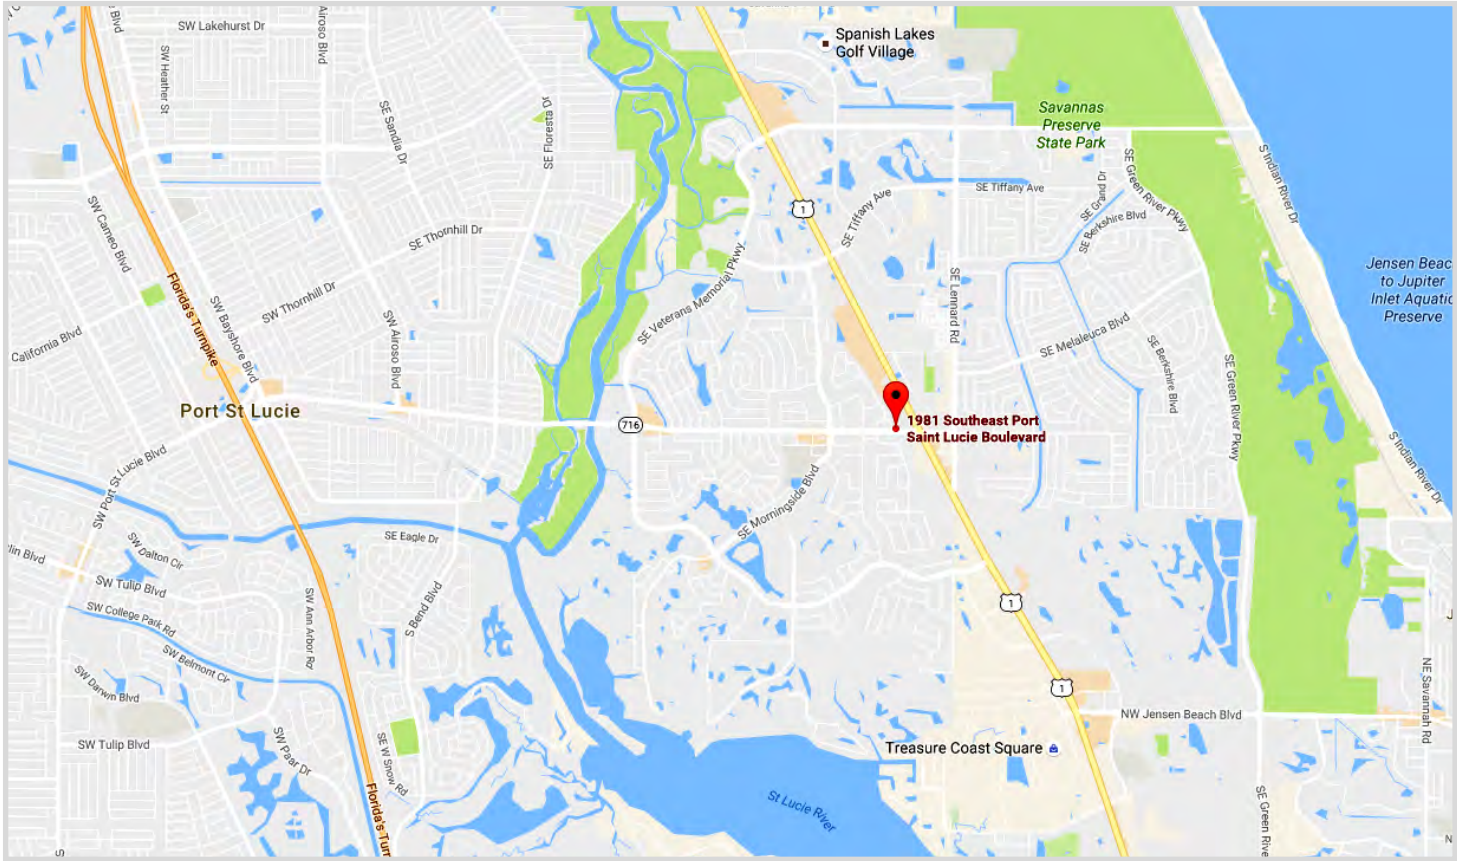 Blvd
SW Lakehurst Dr
Airoso Blvd
Spanish Lakes
Golf Village
SW Heather St
SE Sandia Dr
SE Floresta Dr
Savannas
Preserve
State Park
S Indian River Dr
SE Green River Pkwy
SE Tiffany Ave
SE Grand Dr
SE Berkshire Blvd
1
SE Tiffany Ave
SW Cameo Blvd
SE Thornhill Dr
SE Veterans Memorial Pkwy
SE Lennard Rd
Jensen Beac
to Jupiter
Inlet Aquatic
Preserve
Florida's Turnpike
SW Thornhill Dr
SW Bayshore Blvd
SW Airoso Blvd
California Blvd
SE Melaleuca Blvd
SE Berkshire Blvd
SE Green River Pkwy
Port St Lucie
716
1981 Southeast Port
Saint Lucie Boulevard
S Indian River Dr
SW Port St Lucie Blvd
SE Morningside Blvd
SE Eagle Dr
SW Dalton Cir
lin Blvd
SW Tulip Blvd
SW College Park Rd
SW Ann Arbor Rd
S Bend Blvd
1
SW Belmont Cir
SW Darwin Blvd
1
NW Jensen Beach Blvd
NE Savannah Rd
SW Tulip Blvd
SW Paar Dr
SE W Snow Rd
Treasure Coast Square
Florida's Turn
St Lucie River
SE Green Rive